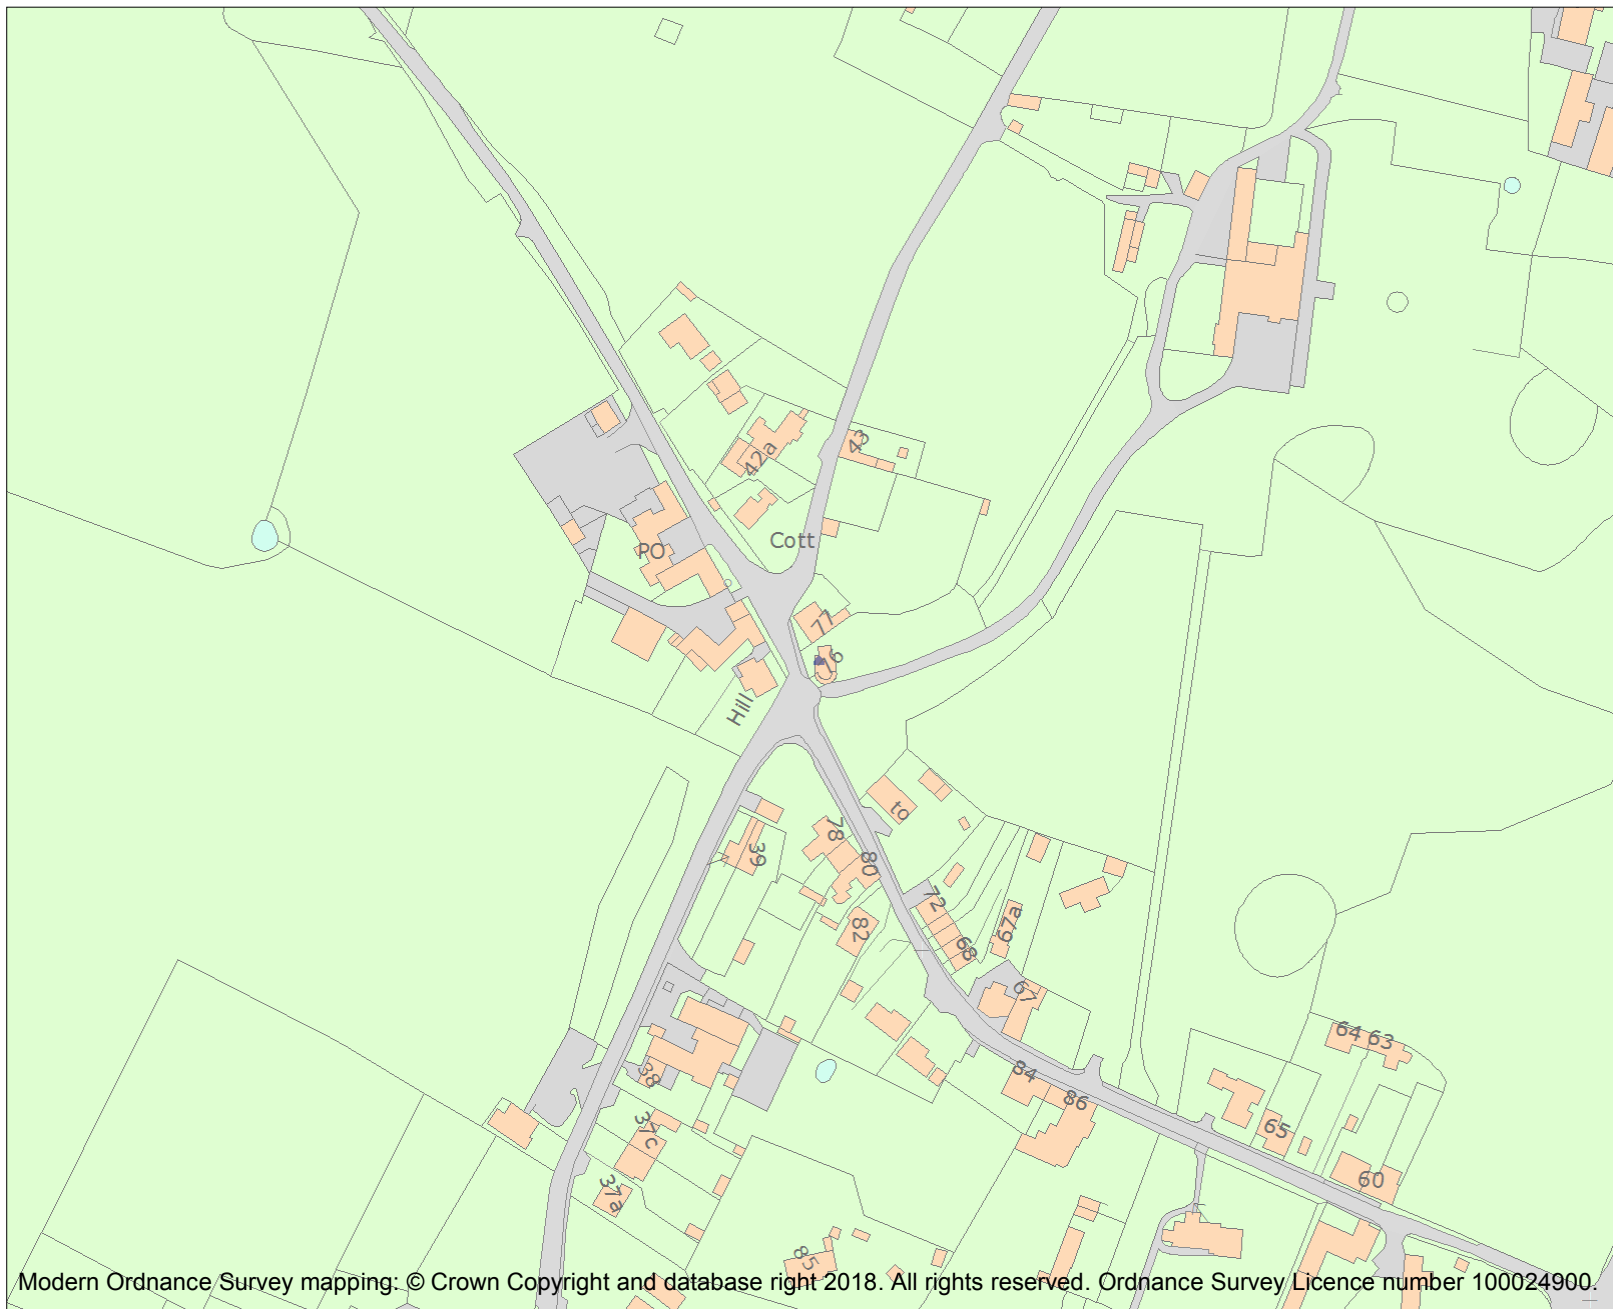 43
42a
PO
Cott
77
76
Hill
to
78
39
80
72
82
67a
68
67
64 63
38
84
86
37c
65
60
37a
85
Modern Ordnance Survey mapping: © Crown Copyright and database right 2018. All rights reserved. Ordnance Survey Licence number 100024900.